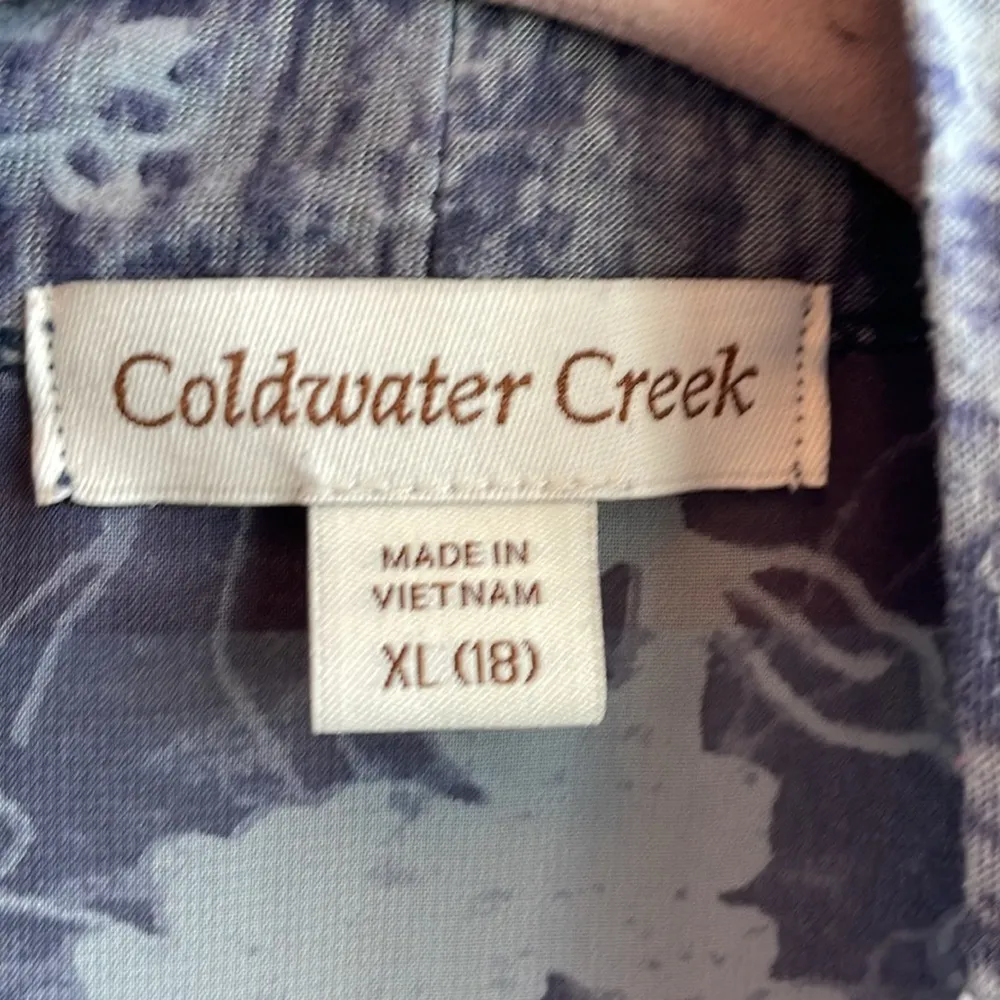 Coldwater Creek
MADE IN
VIETNAM
XL (18)